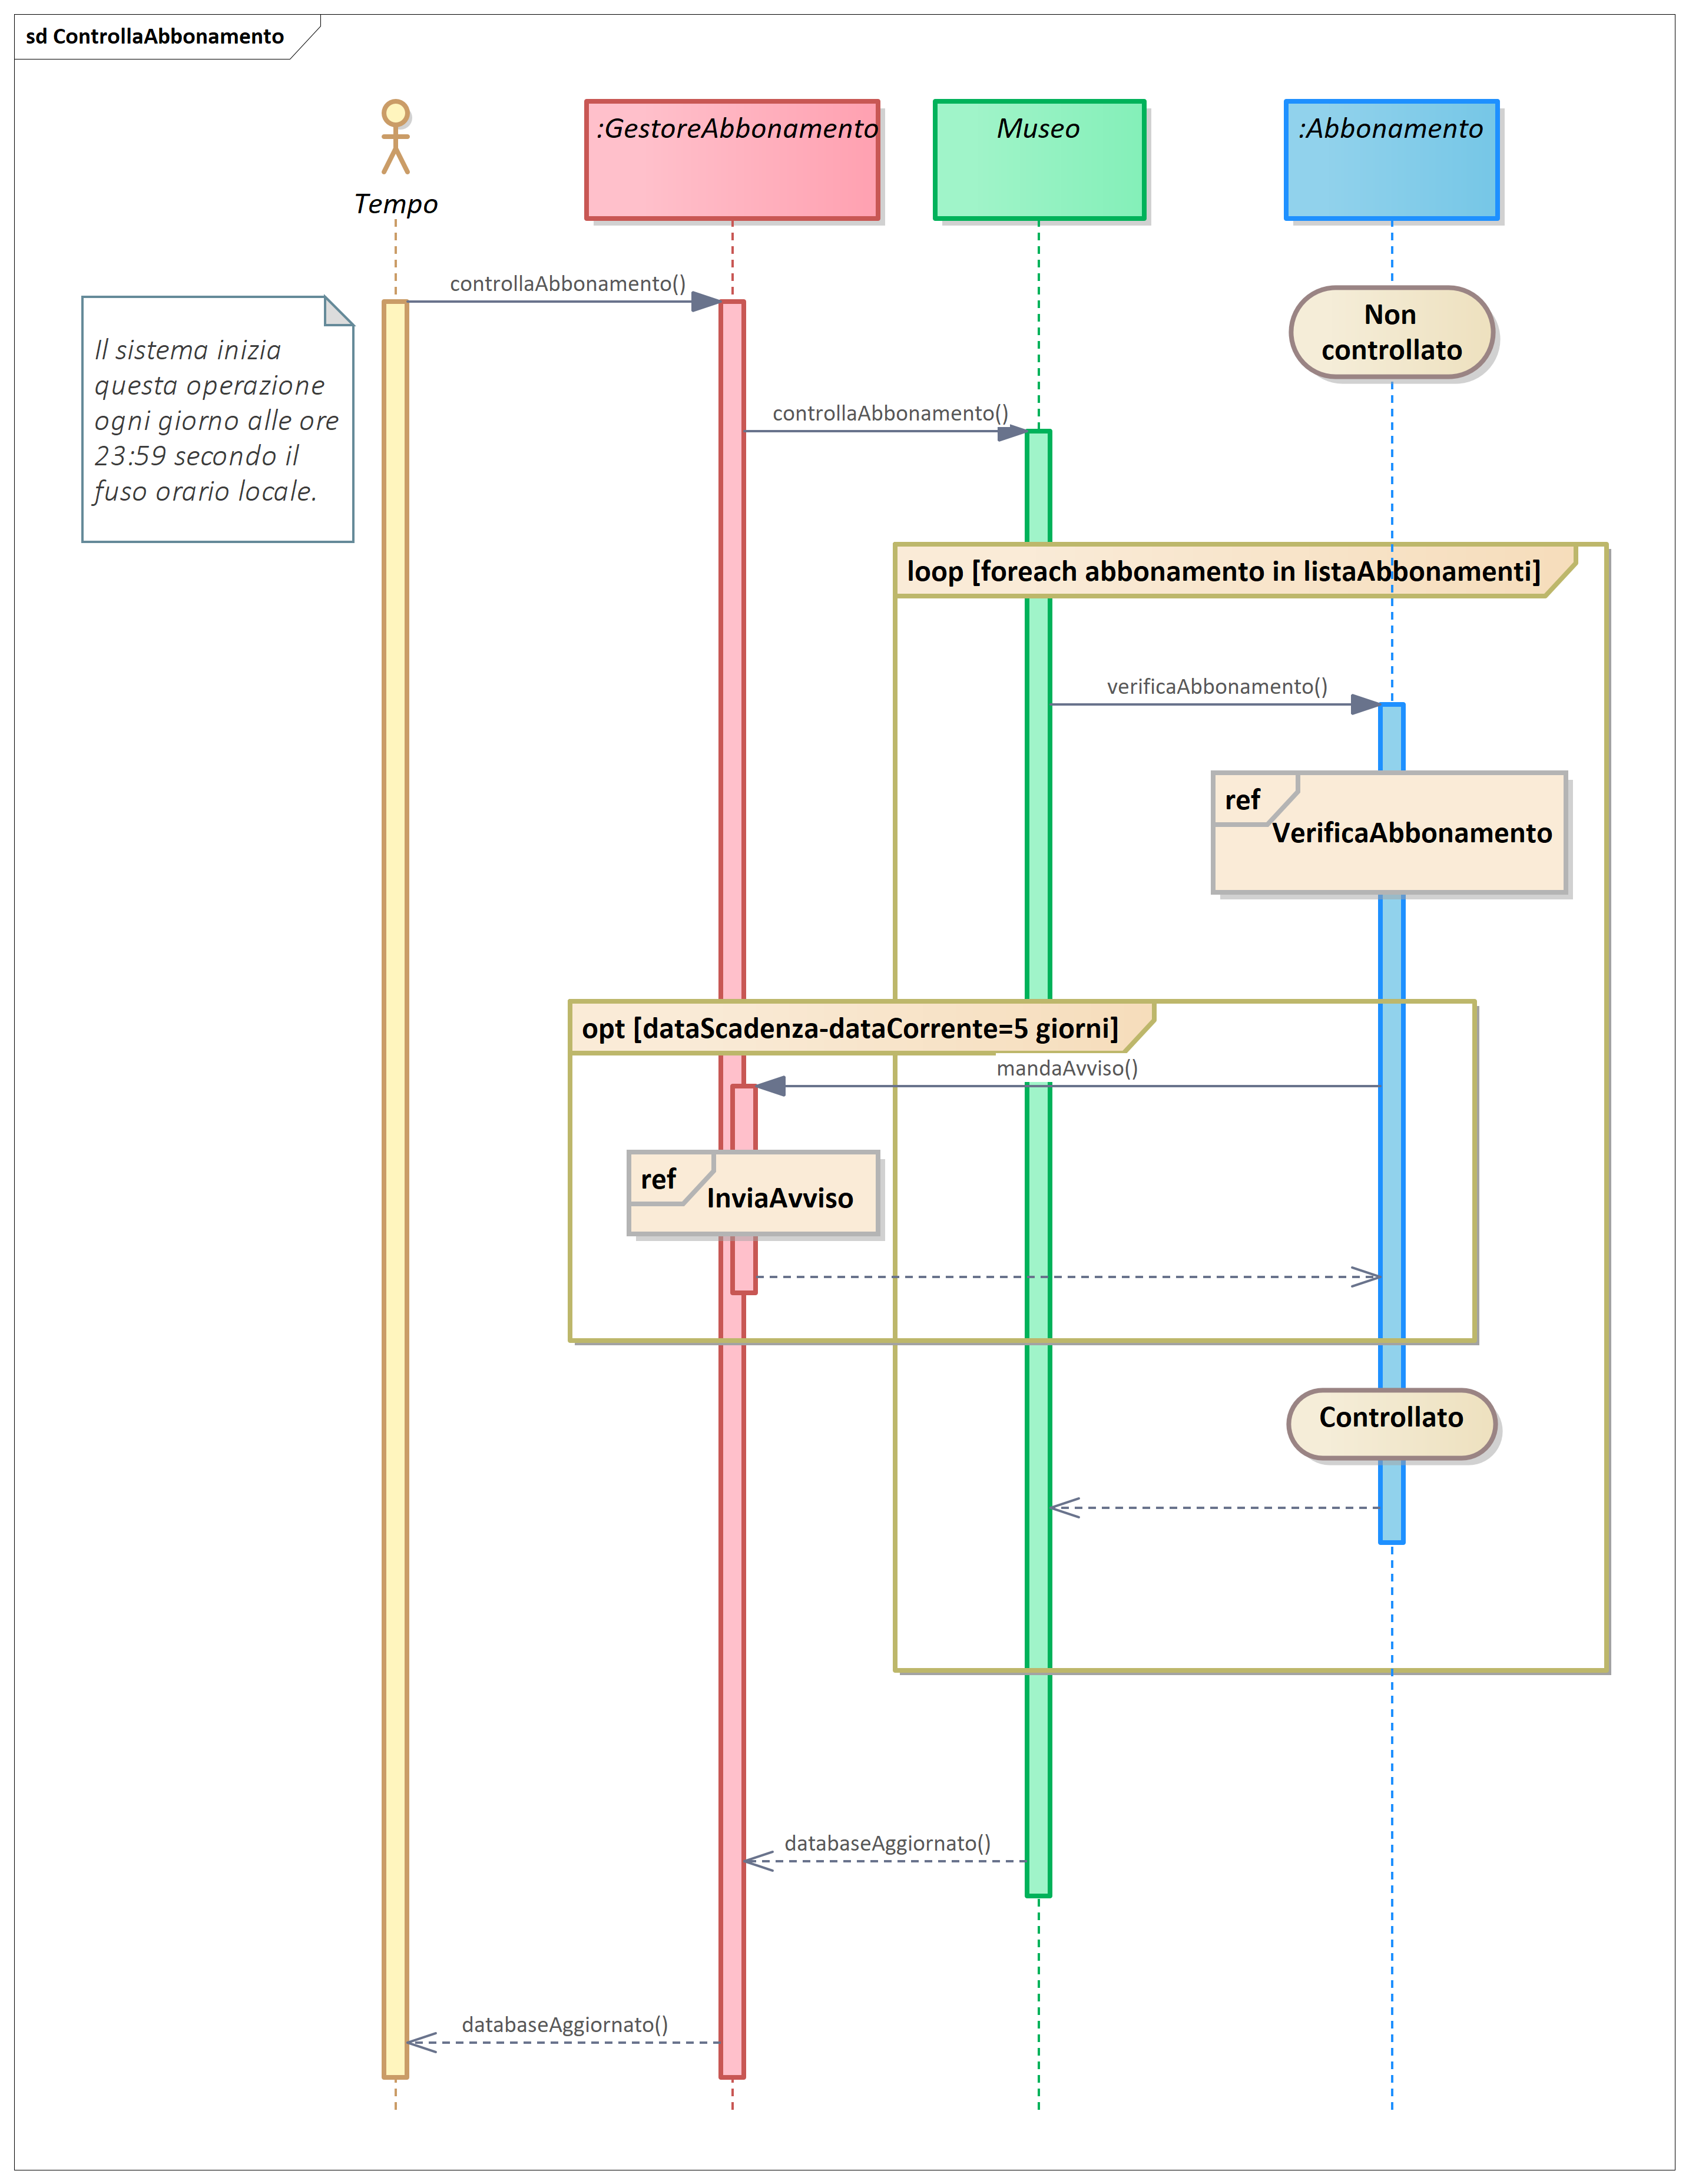 sd ControllaAbbonamento
Tempo
:GestoreAbbonamento
Museo
:Abbonamento
controllaAbbonamento()
Non
controllato
Il sistema inizia
questa operazione
ogni giorno alle ore
23:59 secondo il
fuso orario locale.
controllaAbbonamento()
loop [foreach abbonamento in listaAbbonamenti]
verificaAbbonamento()
ref
VerificaAbbonamento
opt [dataScadenza-dataCorrente=5 giorni]
mandaAvviso()
ref
InviaAvviso
Controllato
databaseAggiornato()
databaseAggiornato()